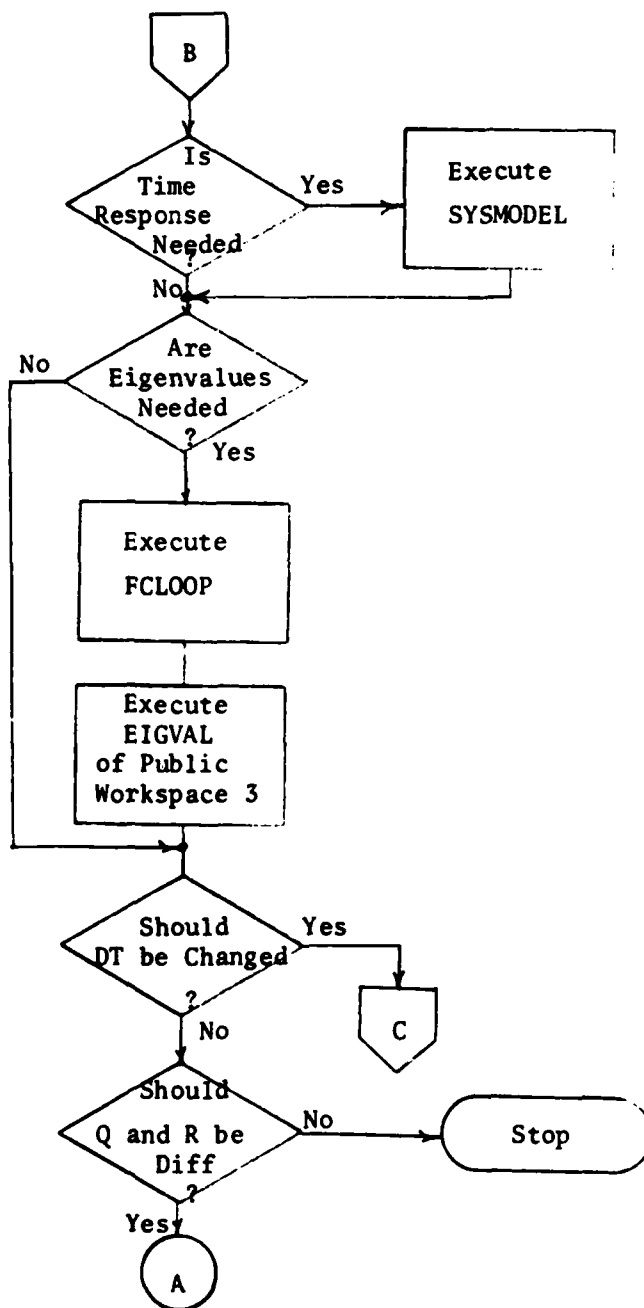 B
Is
Time
Response
Needed
?
Yes
Execute
SYSMODEL
No
Are
Eigenvalues
Needed
?
No
Yes
Execute
FCLOOP
Execute
EIGVAL
of Public
Workspace 3
Should
DT be Changed
?
Yes
C
No
Should
Q and R be
Diff
?
No
Stop
Yes
A